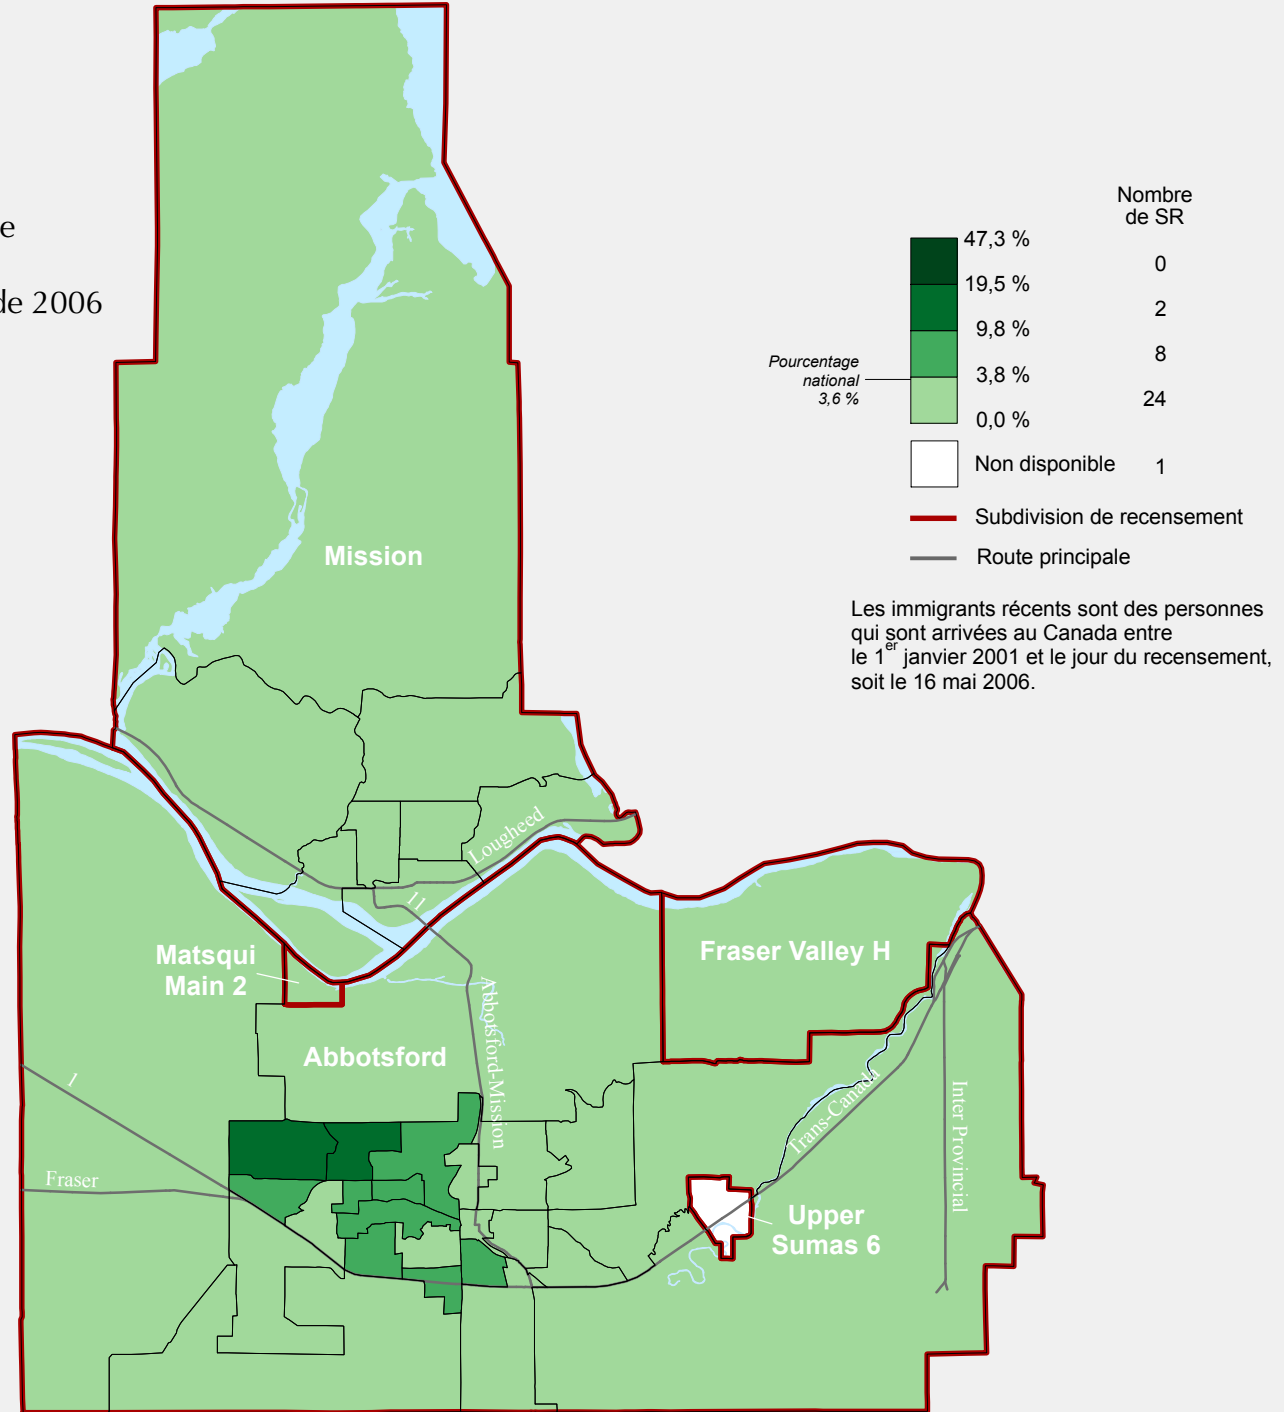 e
de 2006
Nombre
de SR
47,3 %
0
19,5 %
2
9,8 %
8
3,8 %
24
0,0 %
Pourcentage
national
3,6 %
Non disponible 1
Subdivision de recensement
Route principale
Les immigrants récents sont des personnes
qui sont arrivées au Canada entre
le 1er janvier 2001 et le jour du recensement,
soit le 16 mai 2006.
Mission
Lougheed
11
Matsqui
Main 2
Fraser Valley H
Abbotsford
Abbotsford-Mission
1
Fraser
Trans-Canada
Inter Provincial
Upper
Sumas 6